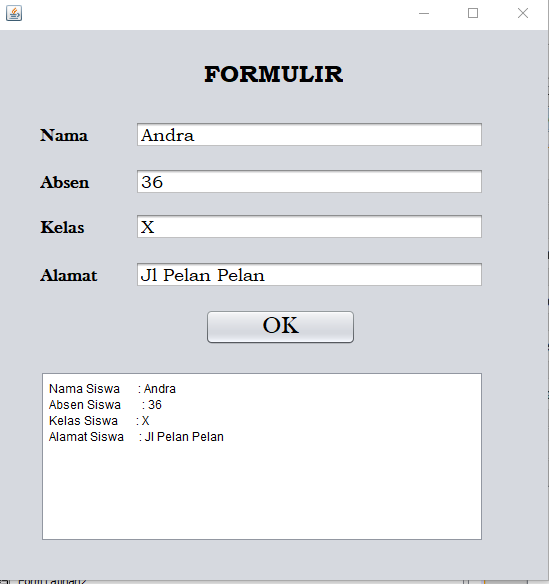 FORMULIR
Nama Andra
Absen 36
Kelas X
Alamat Jl Pelan Pelan
OK
Nama Siswa : Andra
Absen Siswa : 36
Kelas Siswa : X
Alamat Siswa : Jl Pelan Pelan